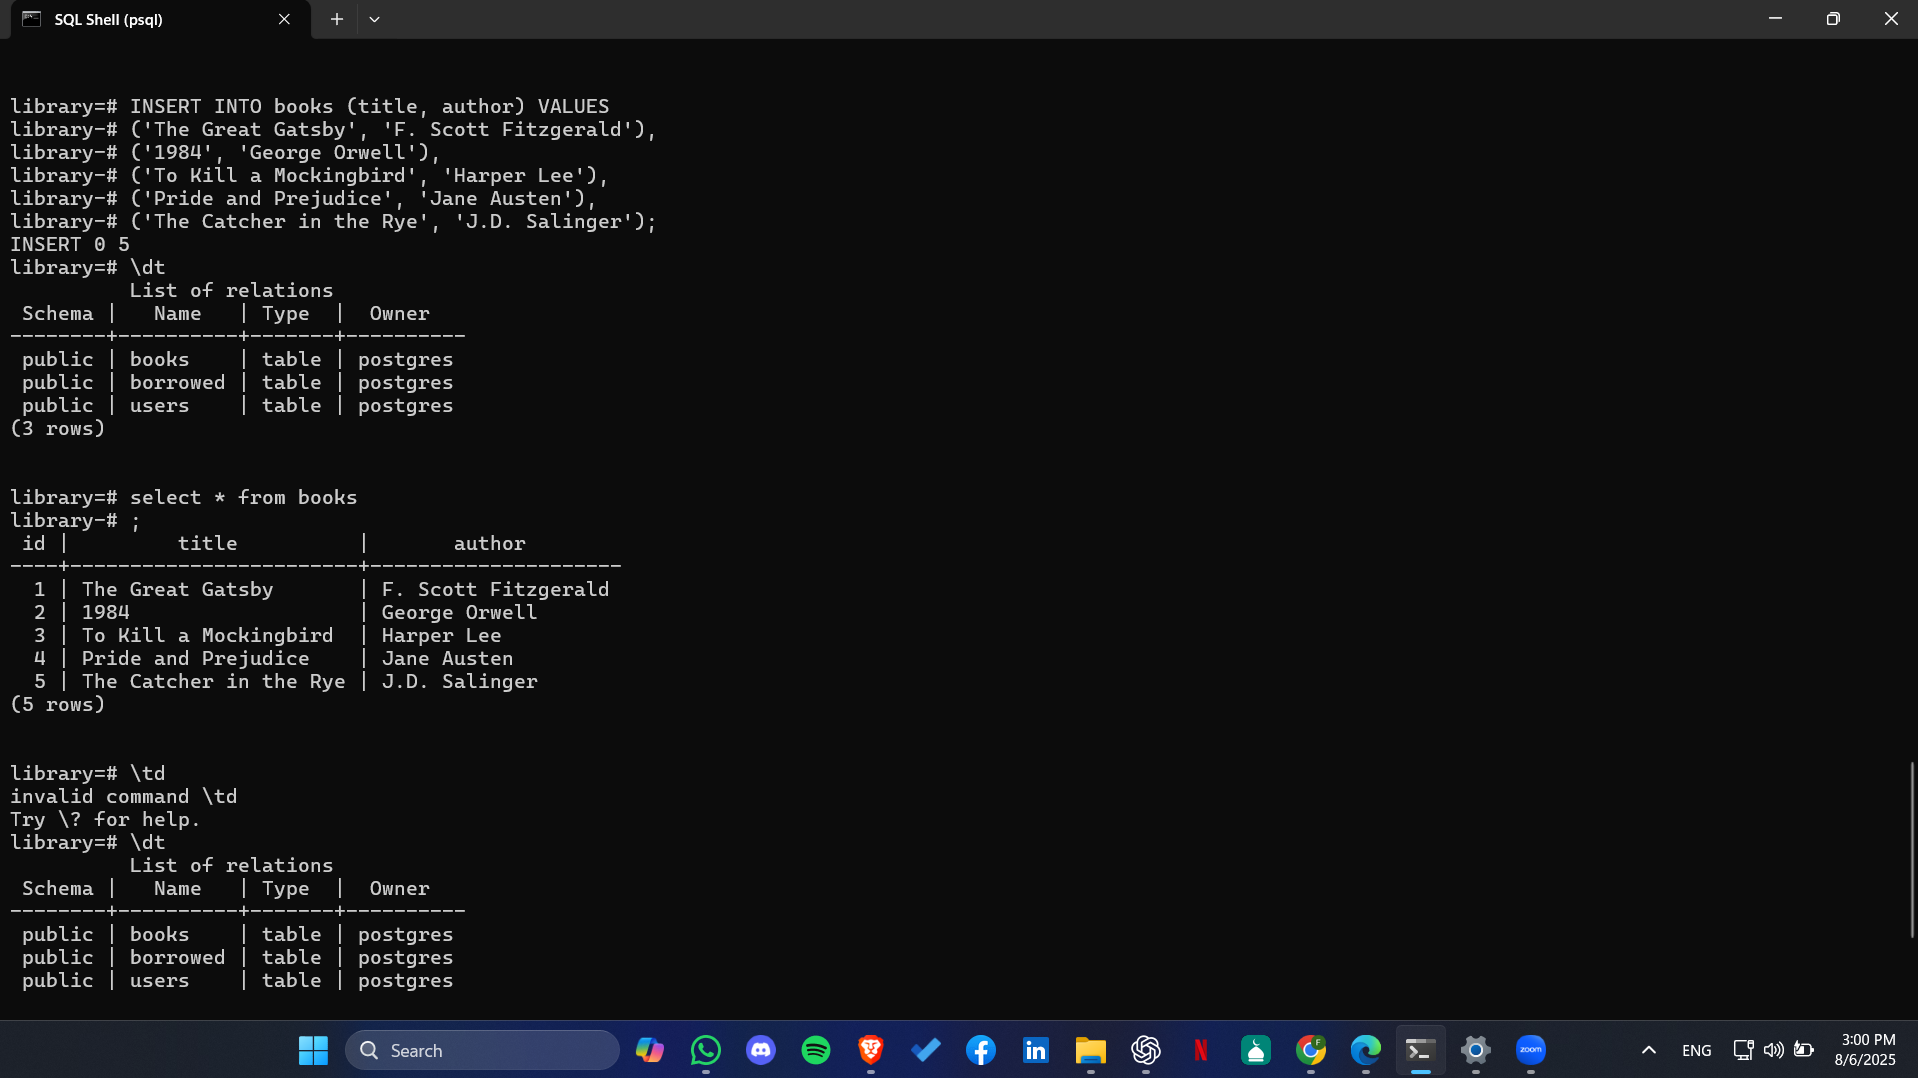 SQL Shell (psql)
library=# INSERT INTO books (title, author) VALUES
library-# ('The Great Gatsby', 'F. Scott Fitzgerald'),
library-# ('1984', 'George Orwell'),
library-# ('To Kill a Mockingbird', 'Harper Lee'),
library-# ('Pride and Prejudice', 'Jane Austen'),
library-# ('The Catcher in the Rye', 'J.D. Salinger');
INSERT 0 5
library=# \dt
          List of relations
 Schema |   Name   | Type  |  Owner
--------+----------+-------+----------
 public | books    | table | postgres
 public | borrowed | table | postgres
 public | users    | table | postgres
(3 rows)
library=# select * from books
library-# ;
 id |         title          |       author
----+------------------------+---------------------
  1 | The Great Gatsby       | F. Scott Fitzgerald
  2 | 1984                   | George Orwell
  3 | To Kill a Mockingbird  | Harper Lee
  4 | Pride and Prejudice    | Jane Austen
  5 | The Catcher in the Rye | J.D. Salinger
(5 rows)
library=# \td
invalid command \td
Try \? for help.
library=# \dt
          List of relations
 Schema |   Name   | Type  |  Owner
--------+----------+-------+----------
 public | books    | table | postgres
 public | borrowed | table | postgres
 public | users    | table | postgres
Search
in
N
F
zoom
ENG
3:00 PM
8/6/2025